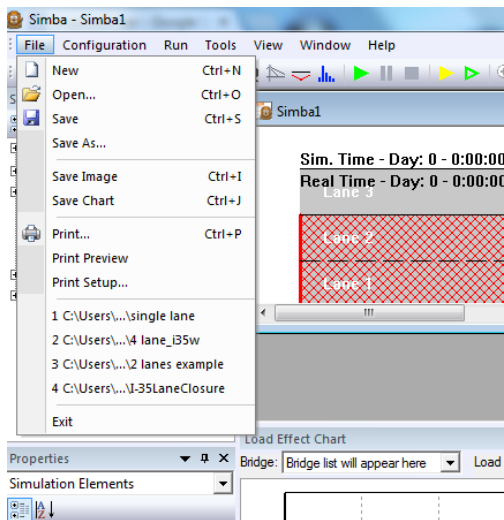 Simba - Simba1
File Configuration Run Tools View Window Help
New Ctrl+N
Open... Ctrl+O
Save Ctrl+S
Save As...
Save Image Ctrl+I
Save Chart Ctrl+J
Print... Ctrl+P
Print Preview
Print Setup...
1 C:\Users\...\single lane
2 C:\Users\...\4 lane_i35w
3 C:\Users\...\2 lanes example
4 C:\Users\...\I-35LaneClosure
Exit
Simba1
Sim. Time - Day: 0 - 0:00:00
Real Time - Day: 0 - 0:00:00
Lane 3
Lane 2
Lane 1
Load Effect Chart
Bridge: Bridge list will appear here Load
Properties
Simulation Elements